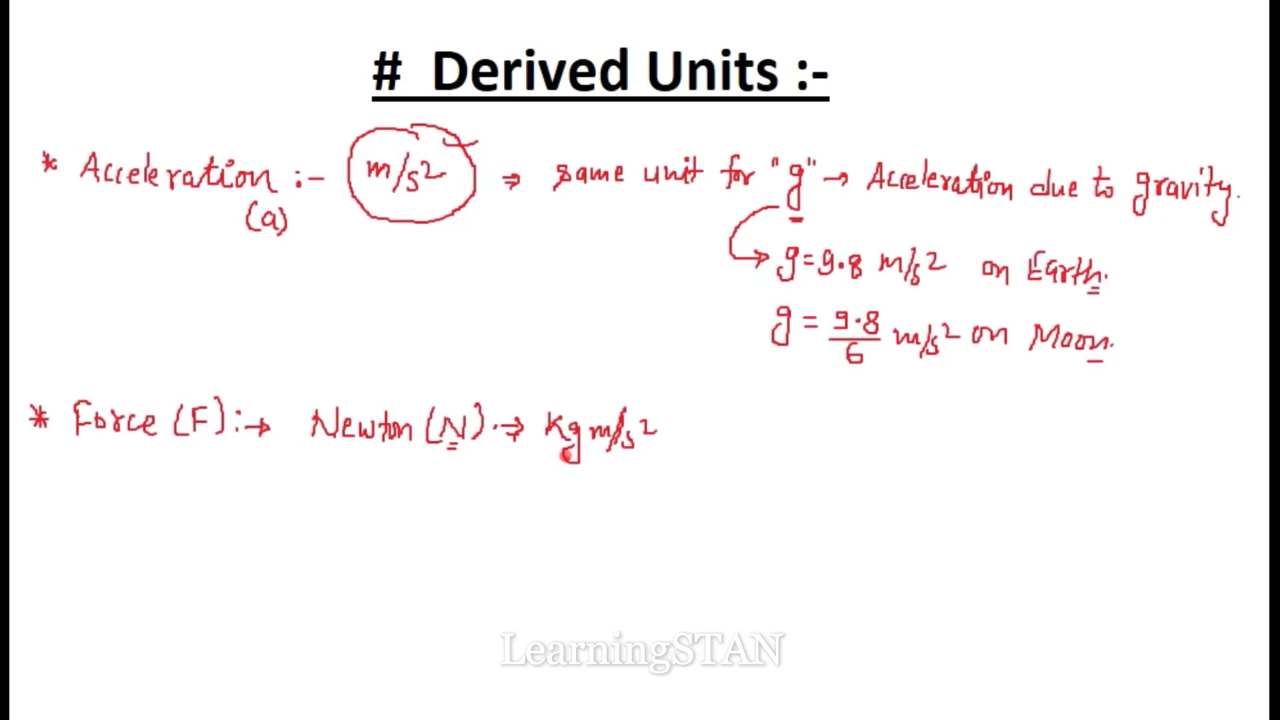 # Derived Units :-
* Acceleration :- m/s2 ⇒ same unit for "g" → Acceleration due to gravity.
(a)
g=9.8 m/s2 on Earth.
g = 9.8/6 m/s2 on Moon.
* Force (F) :→ Newton (N) .→ Kg m/s2
LearningSTAN